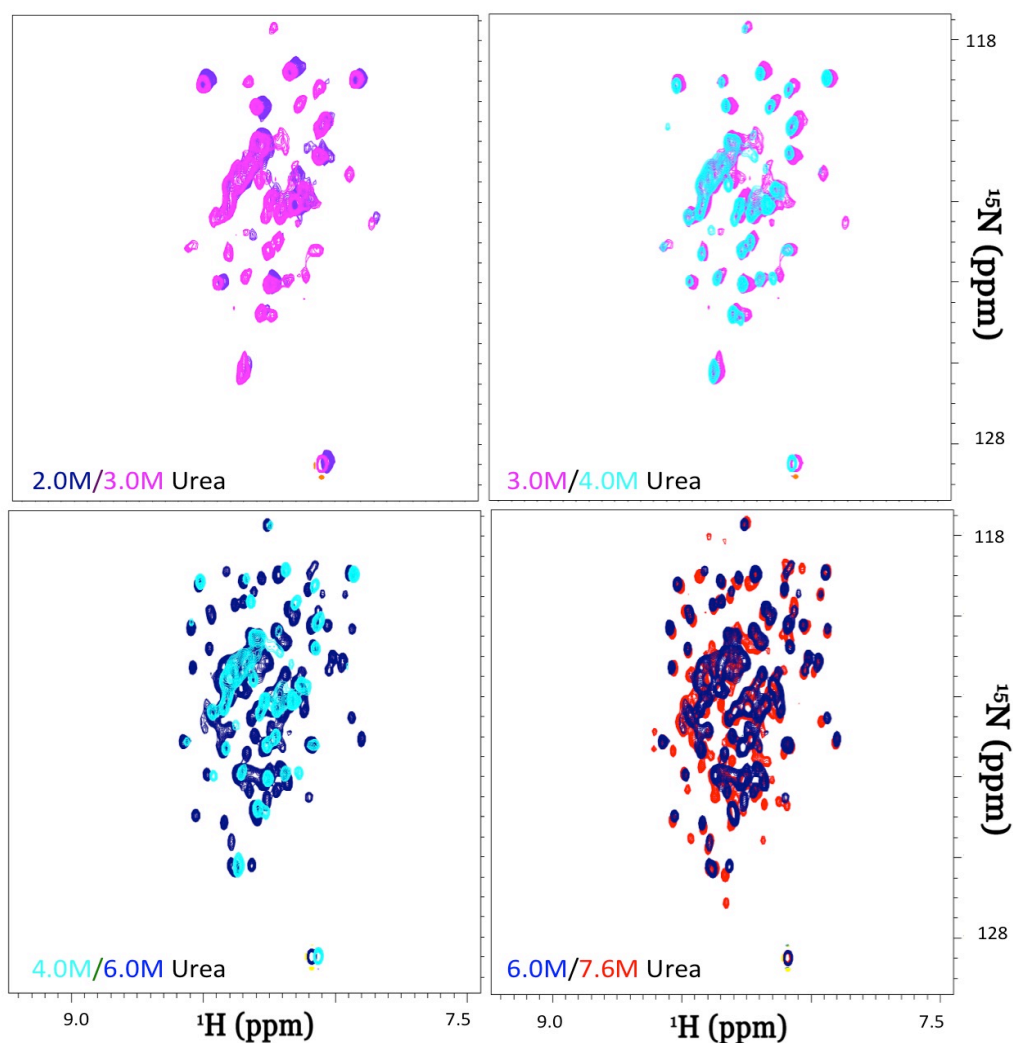 118
¹⁵N (ppm)
128
2.0M/3.0M Urea
3.0M/4.0M Urea
118
¹⁵N (ppm)
128
4.0M/6.0M Urea
6.0M/7.6M Urea
9.0
¹H (ppm)
7.5
9.0
¹H (ppm)
7.5